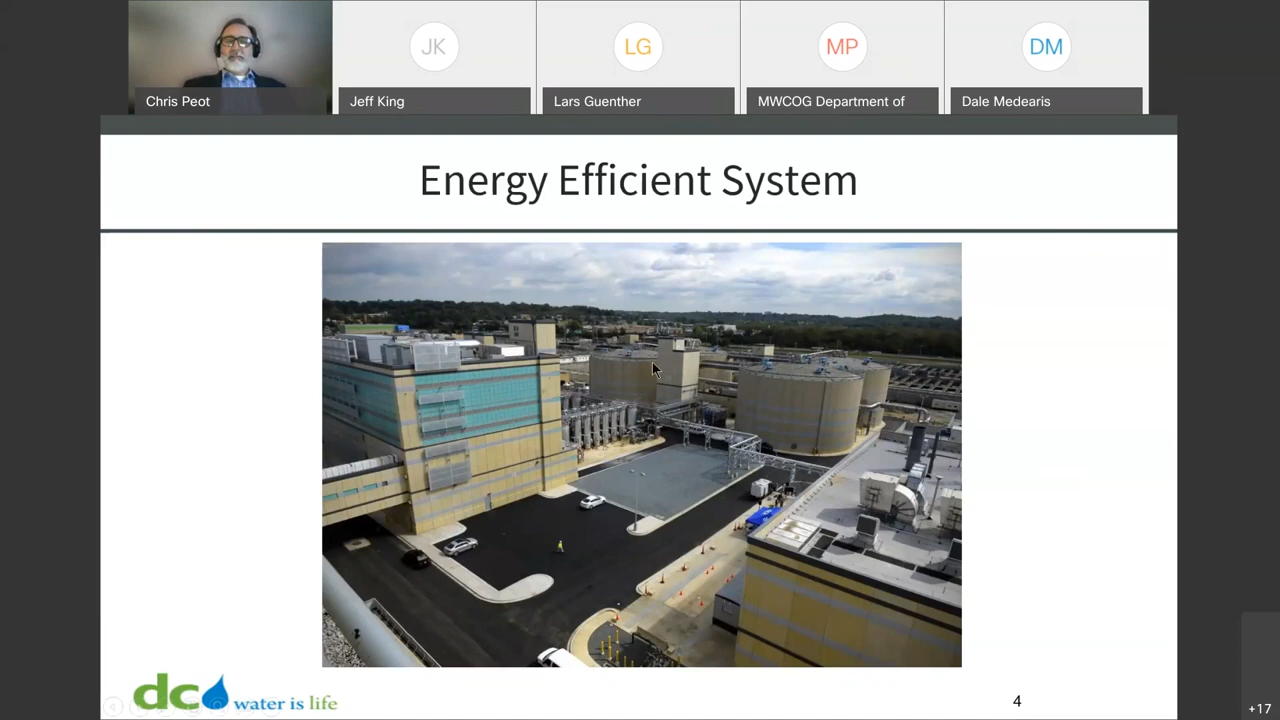 JK
LG
MP
DM
Chris Peot
Jeff King
Lars Guenther
MWCOG Department of
Dale Medearis
Energy Efficient System
dc water is life
4
+17